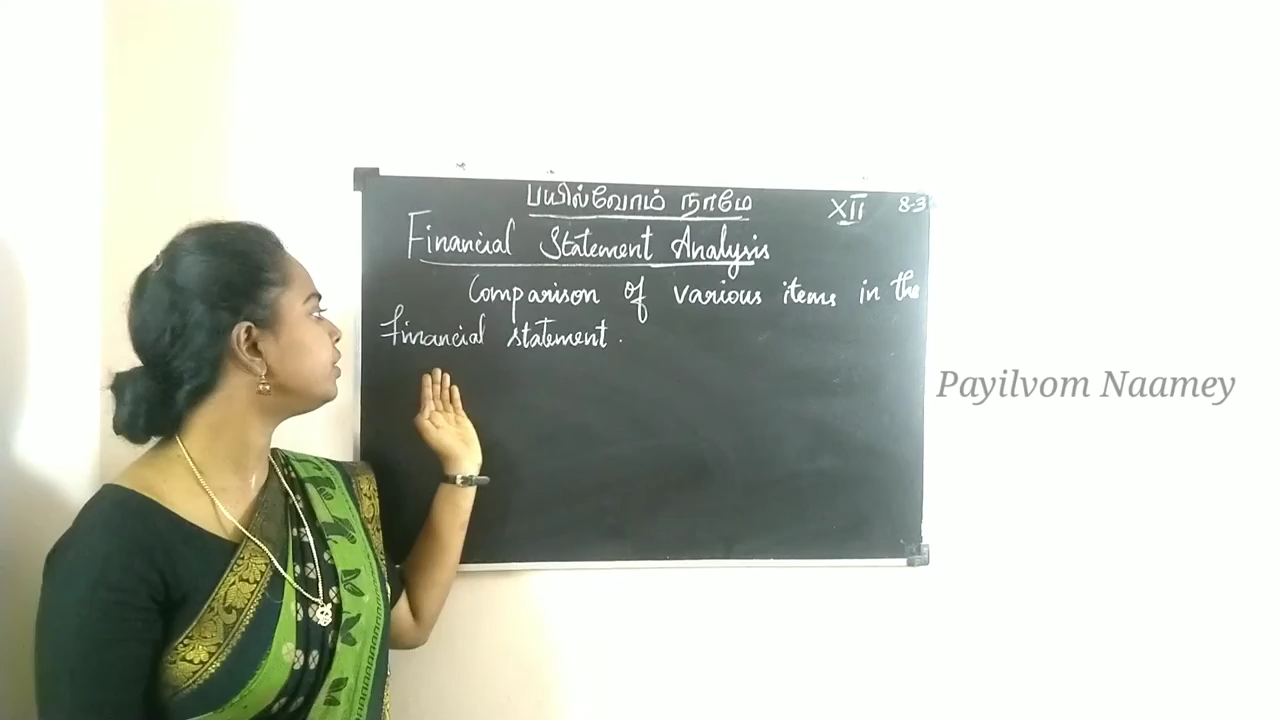 பயில்வோம் நாமே
XII 8-3
Financial Statement Analysis
Comparison of various items in the
financial statement.
Payilvom Naamey